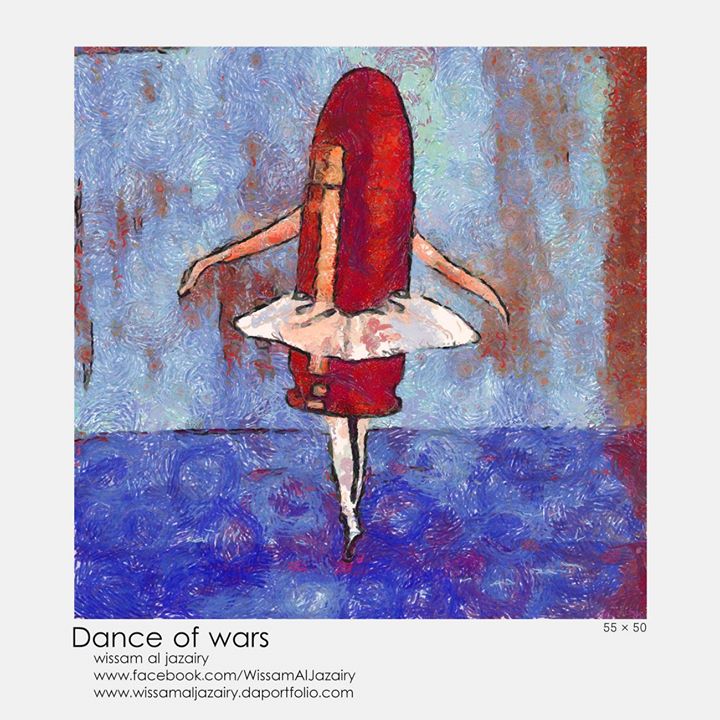 55 × 50
Dance of wars
wissam al jazairy
www.facebook.com/WissamAlJazairy
www.wissamaljazairy.daportfolio.com